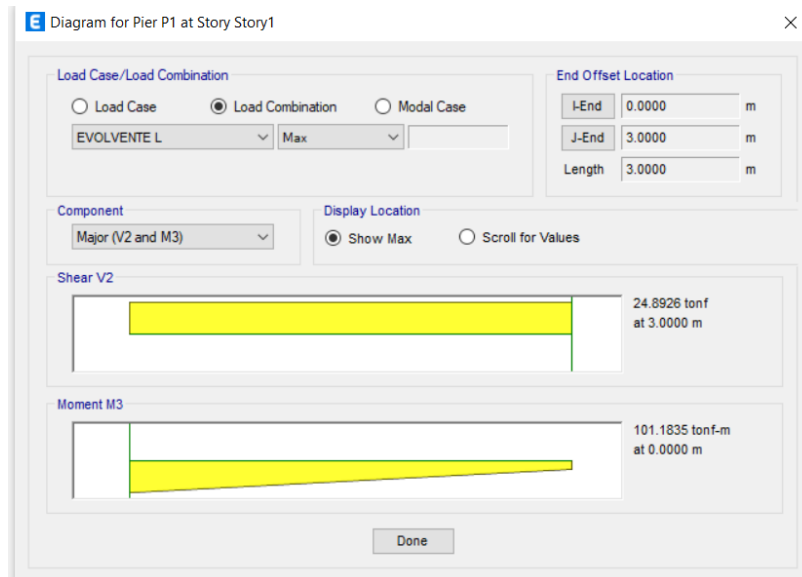 E Diagram for Pier P1 at Story Story1
Load Case/Load Combination
Load Case Load Combination Modal Case
EVOLVENTE L Max
End Offset Location
I-End 0.0000 m
J-End 3.0000 m
Length 3.0000 m
Component
Major (V2 and M3)
Display Location
Show Max Scroll for Values
Shear V2
24.8926 tonf
at 3.0000 m
Moment M3
101.1835 tonf-m
at 0.0000 m
Done